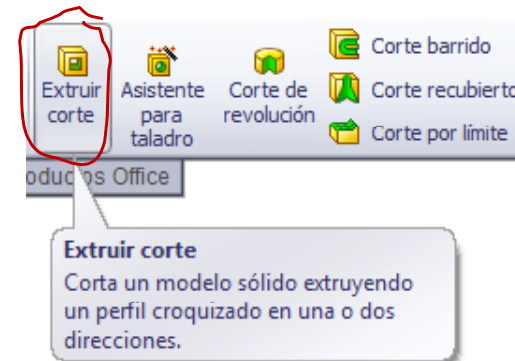 Extruir
corte
Asistente
para
taladro
Corte de
revolución
Corte barrido
Corte recubierto
Corte por límite
Office
Extruir corte
Corta un modelo sólido extruyendo
un perfil croquizado en una o dos
direcciones.